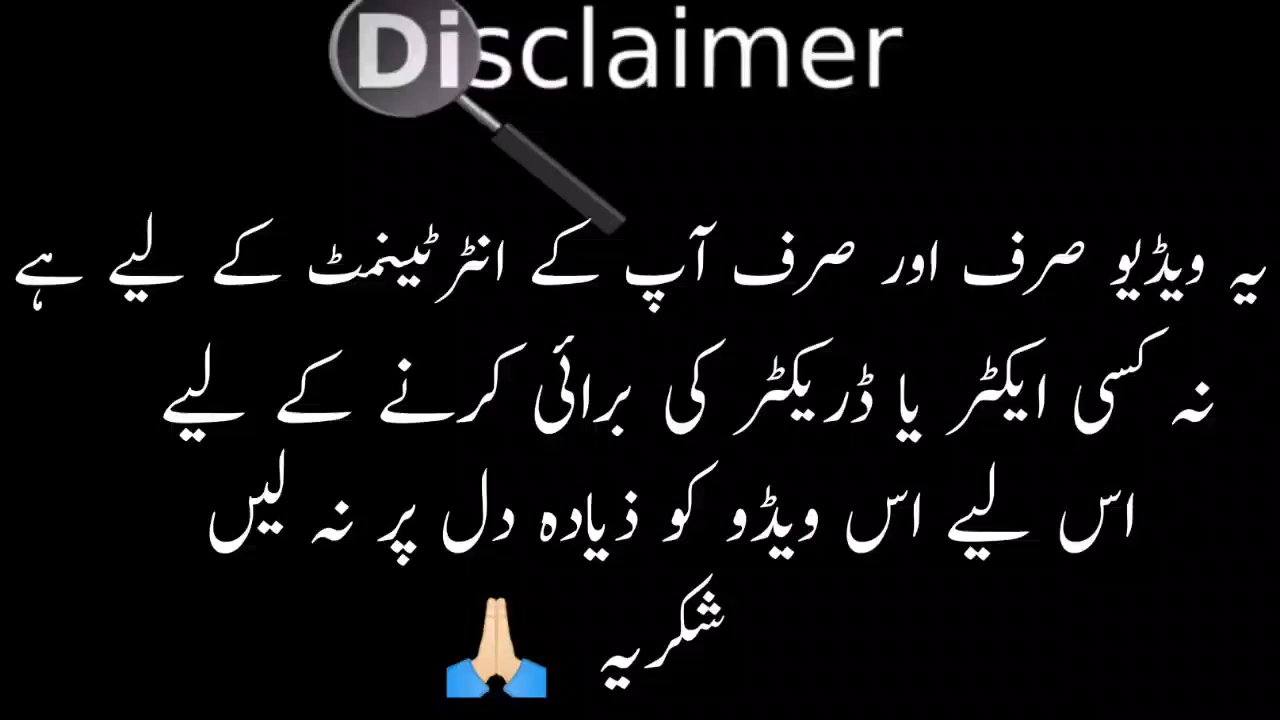 Disclaimer
یہ ویڈیو صرف اور صرف آپ کے انٹرٹینمٹ کے لیے ہے
نہ کسی ایکٹر یا ڈریکٹر کی برائی کرنے کے لیے
اس لیے اس ویڈو کو ذیادہ دل پر نہ لیں
شکریہ 🙏🏻